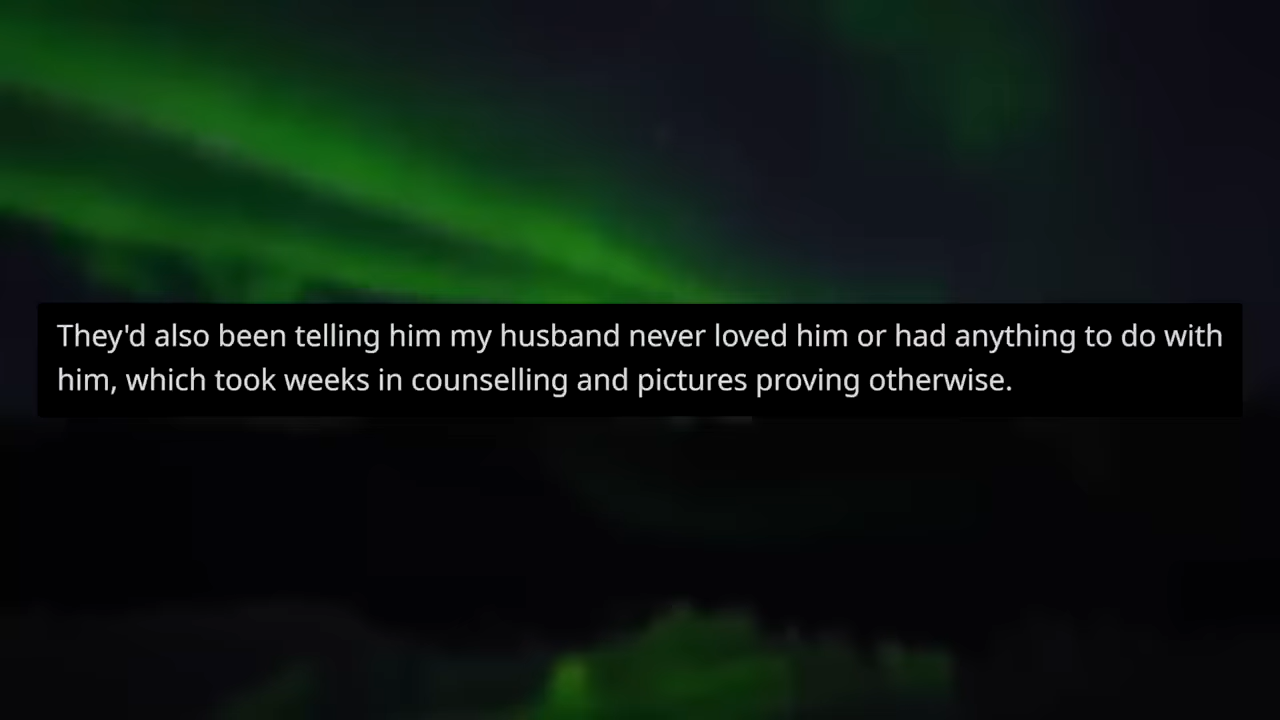 They'd also been telling him my husband never loved him or had anything to do with
him, which took weeks in counselling and pictures proving otherwise.